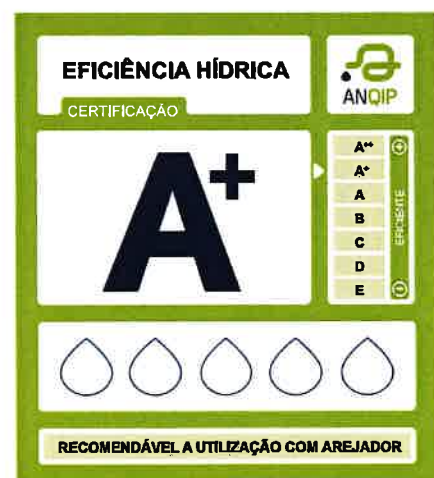 EFICIÊNCIA HÍDRICA
CERTIFICAÇÃO
ANQIP
A+
A++
A+
A
B
C
D
E
EFICIENTE
RECOMENDÁVEL A UTILIZAÇÃO COM AREJADOR